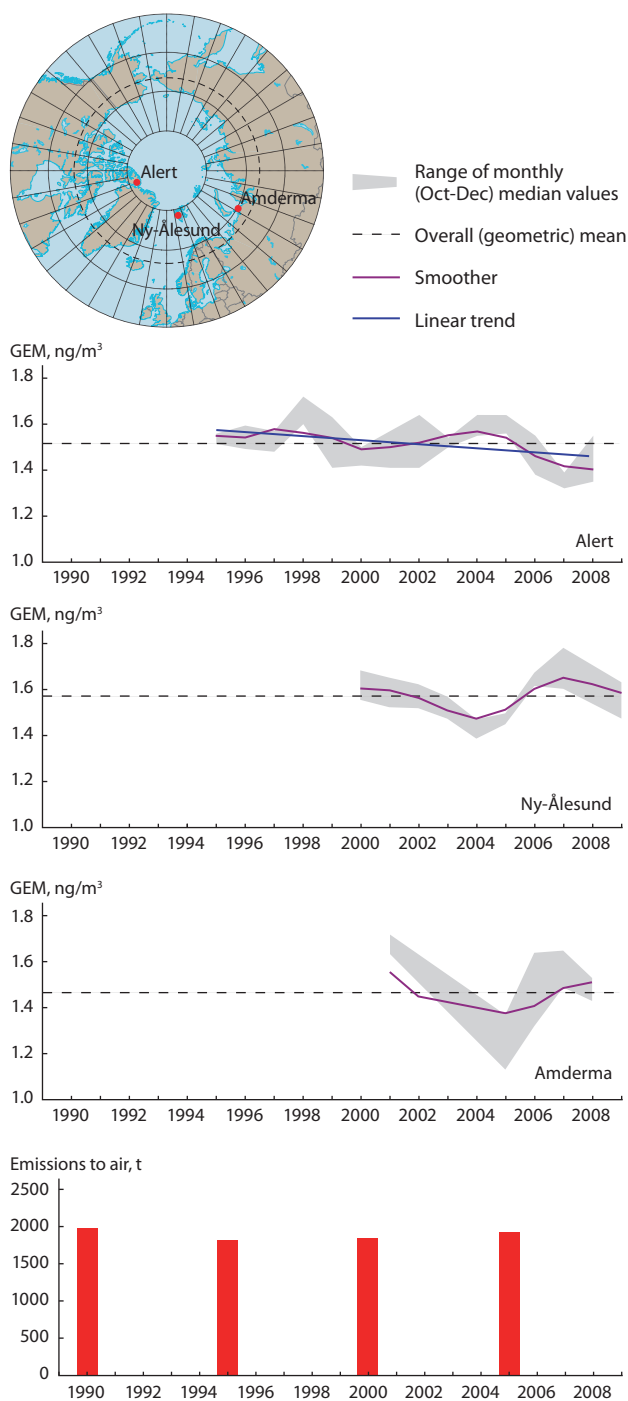 Alert
Amderma
Ny-Ålesund
Range of monthly
(Oct-Dec) median values
Overall (geometric) mean
Smoother
Linear trend
GEM, ng/m³
1.8
1.6
1.4
1.2
1.0
Alert
1990 1992 1994 1996 1998 2000 2002 2004 2006 2008
GEM, ng/m³
1.8
1.6
1.4
1.2
1.0
Ny-Ålesund
1990 1992 1994 1996 1998 2000 2002 2004 2006 2008
GEM, ng/m³
1.8
1.6
1.4
1.2
1.0
Amderma
1990 1992 1994 1996 1998 2000 2002 2004 2006 2008
Emissions to air, t
2500
2000
1500
1000
500
0
1990 1992 1994 1996 1998 2000 2002 2004 2006 2008